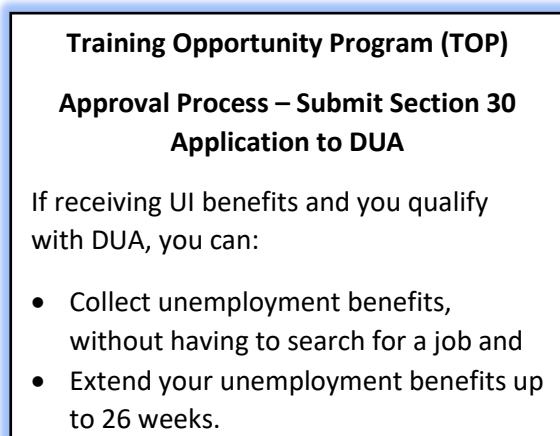 Training Opportunity Program (TOP)
Approval Process – Submit Section 30
Application to DUA
If receiving UI benefits and you qualify
with DUA, you can:
• Collect unemployment benefits,
without having to search for a job and
• Extend your unemployment benefits up
to 26 weeks.